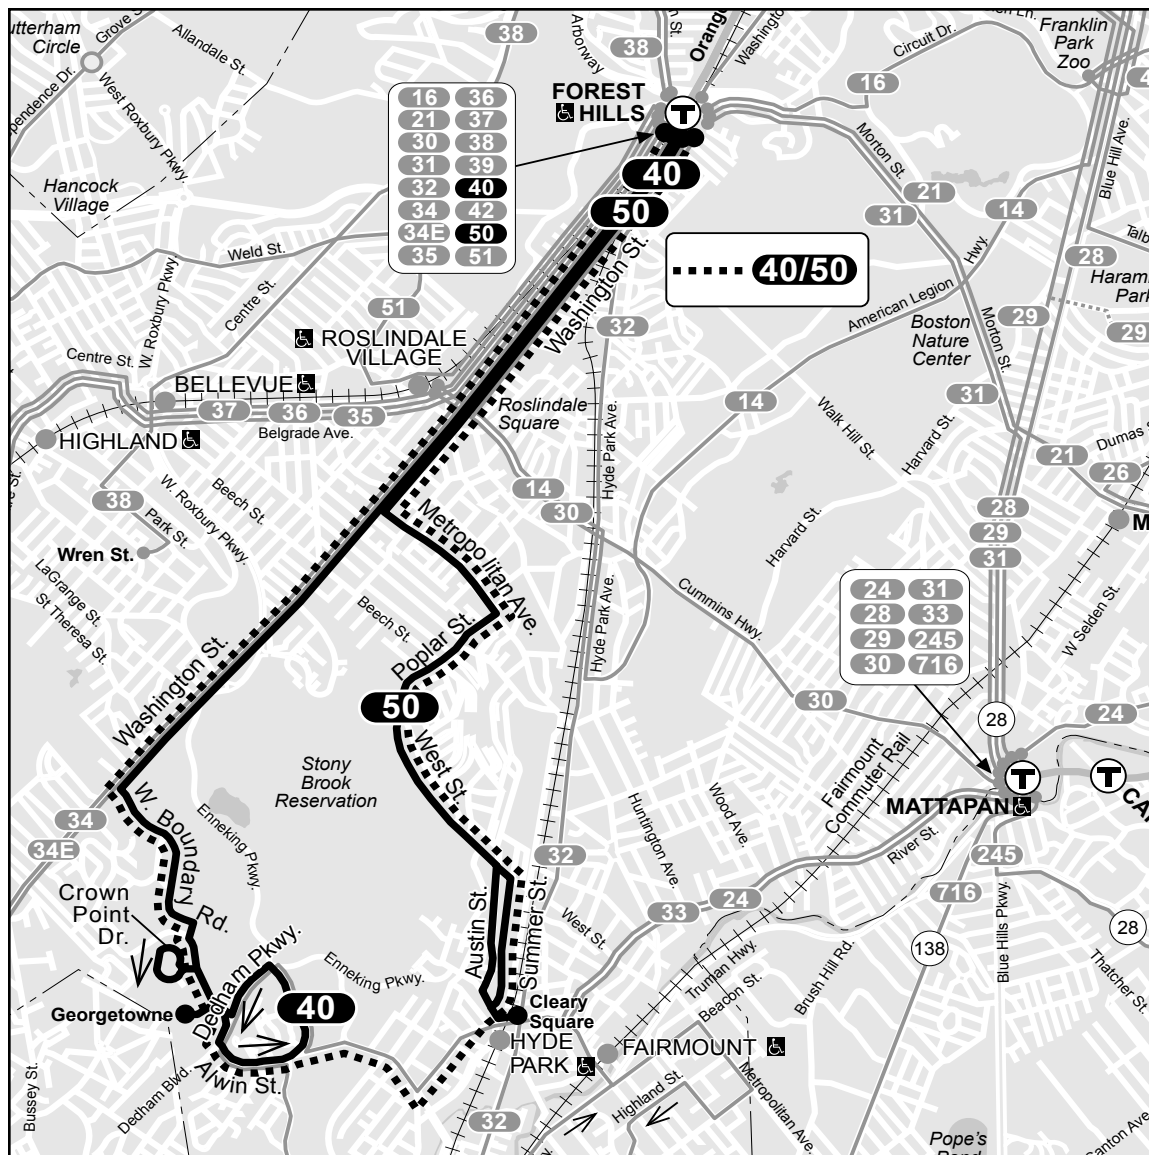 utterham
Circle
Grove S
Allandale St.
38
Arborway
38
n St.
Orange
Washington
Circuit Dr.
16
Franklin
Park
Zoo
ependence Dr.
West Roxbury Pkwy.
FOREST
HILLS
T
16 36
21 37
30 38
31 39
32 40
34 42
34E 50
35 51
40
50
Morton St.
21
31
14
Blue Hill Ave.
Hancock
Village
Weld St.
W. Roxbury Pkwy.
Centre St.
51
Washington St.
40/50
28
Talb
Haram
Park
Hwy.
American Legion
29
29
Boston
Nature
Center
Morton St.
32
ROSLINDALE
VILLAGE
Centre St.
BELLEVUE
37 36 35
Belgrade Ave.
Roslindale
Square
14
31
HIGHLAND
Walk Hill St.
Harvard St.
Dumas S
21
26
38
Park St.
W. Roxbury Pkwy.
Beech St.
Wren St.
14
30
Hyde Park Ave.
28
29
31
M
Harvard St.
LaGrange St.
St Theresa St.
Metropolitan Ave.
Beech St.
Poplar St.
Hyde Park Ave.
Cummins Hwy.
24 31
28 33
29 245
30 716
W Selden St.
Washington St.
50
30
28
24
West St.
Stony
Brook
Reservation
Fairmount
Commuter Rail
T
MATTAPAN
T
CA
W. Boundary Rd.
Enneking Pkwy.
34
34E
Huntington Ave.
Wood Ave.
River St.
32
245
716
Crown
Point
Dr.
Austin St.
Summer St.
West St.
33
24
Blue Hills Pkwy.
28
138
Thatcher St.
Dedham Pkwy.
Enneking Pkwy.
40
Georgetowne
Cleary
Square
Truman Hwy.
Beacon St.
Brush Hill Rd.
HYDE
PARK
FAIRMOUNT
Alwin St.
Dedham Blvd.
Bussey St.
32
Highland St.
Metropolitan Ave.
Pope's
Pond
Canton Ave.